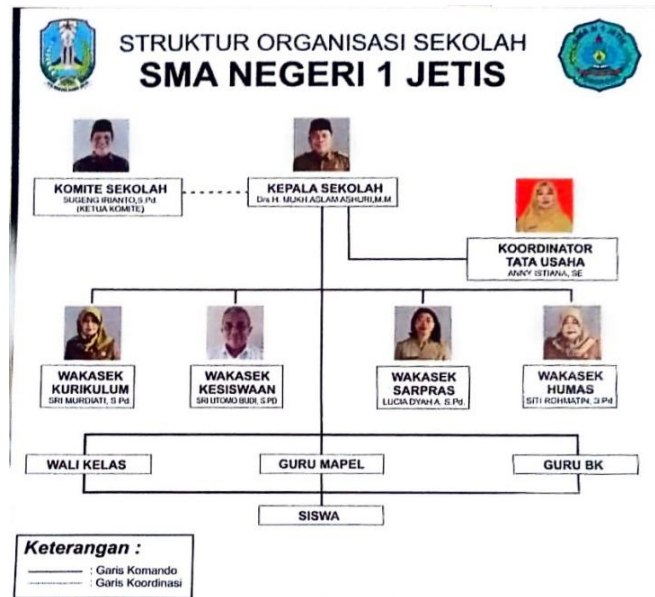 STRUKTUR ORGANISASI SEKOLAH
SMA NEGERI 1 JETIS
SMA N 1 JETIS
KOMITE SEKOLAH
SUGENG IRIANTO,S.Pd
(KETUA KOMITE)
KEPALA SEKOLAH
Drs H. MUKH ASLAM ASHURI,M.M
KOORDINATOR
TATA USAHA
ANNY ISTIANA, SE
WAKASEK
KURIKULUM
SRI MURDIATI, S.Pd
WAKASEK
KESISWAAN
SRI UTOMO BUDI, S.PD
WAKASEK
SARPRAS
LUCIA DYAH A. S.Pd.
WAKASEK
HUMAS
SITI ROHMATIN, S.Pd
WALI KELAS
GURU MAPEL
GURU BK
SISWA
Keterangan :
: Garis Komando
: Garis Koordinasi